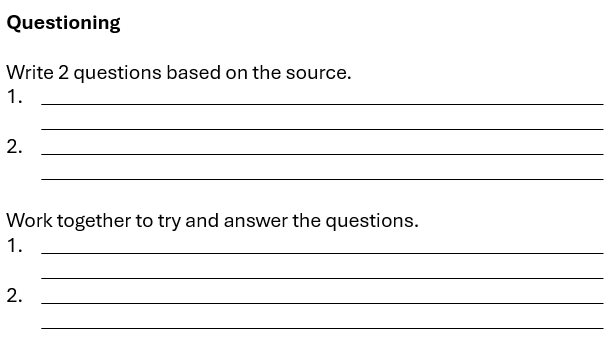 Questioning
Write 2 questions based on the source.
1.
2.
Work together to try and answer the questions.
1.
2.